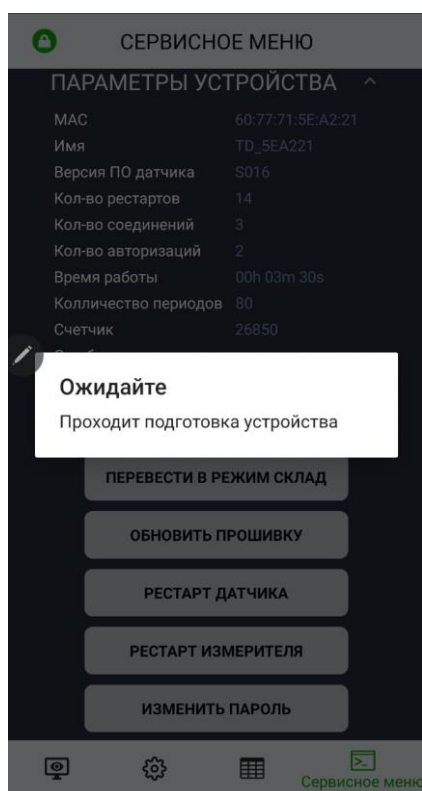 СЕРВИСНОЕ МЕНЮ
ПАРАМЕТРЫ УСТРОЙСТВА
MAC 60:77:71:5E:A2:21
Имя TD_5EA221
Версия ПО датчика S016
Кол-во рестартов 14
Кол-во соединений 3
Кол-во авторизаций 2
Время работы 00h 03m 30s
Колличество периодов 80
Счетчик 26850
Ожидайте
Проходит подготовка устройства
ПЕРЕВЕСТИ В РЕЖИМ СКЛАД
ОБНОВИТЬ ПРОШИВКУ
РЕСТАРТ ДАТЧИКА
РЕСТАРТ ИЗМЕРИТЕЛЯ
ИЗМЕНИТЬ ПАРОЛЬ
Сервисное меню